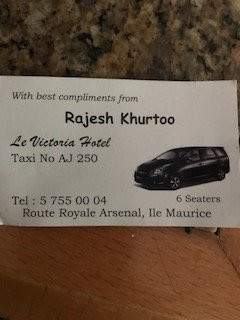 With best compliments from
Rajesh Khurtoo
Le Victoria Hotel
Taxi No AJ 250
Tel : 5 755 00 04
6 Seaters
Route Royale Arsenal, Ile Maurice